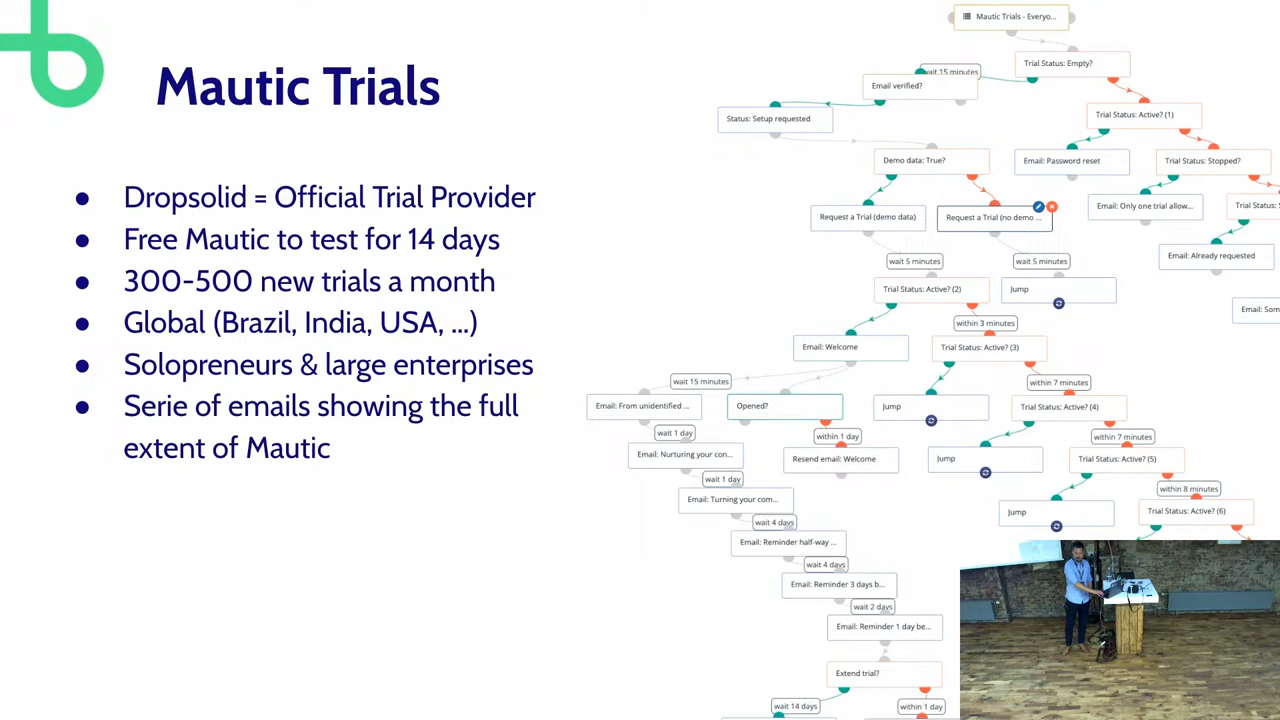 Mautic Trials
● Dropsolid = Official Trial Provider
● Free Mautic to test for 14 days
● 300-500 new trials a month
● Global (Brazil, India, USA, ...)
● Solopreneurs & large enterprises
● Serie of emails showing the full
extent of Mautic
Mautic Trials - Everyo...
Trial Status: Empty?
wait 15 minutes
Email verified?
Trial Status: Active? (1)
Status: Setup requested
Demo data: True?
Email: Password reset
Trial Status: Stopped?
Request a Trial (demo data)
Request a Trial (no demo ...
Email: Only one trial allow...
Trial Status:
wait 5 minutes
wait 5 minutes
Email: Already requested
Trial Status: Active? (2)
Jump
Email: Som
within 3 minutes
Email: Welcome
Trial Status: Active? (3)
wait 15 minutes
within 7 minutes
Email: From unidentified ...
Opened?
Jump
Trial Status: Active? (4)
wait 1 day
within 1 day
within 7 minutes
Email: Nurturing your con...
Resend email: Welcome
Jump
Trial Status: Active? (5)
wait 1 day
within 8 minutes
Email: Turning your com...
Jump
Trial Status: Active? (6)
wait 4 days
Email: Reminder half-way ...
wait 4 days
Email: Reminder 3 days b...
wait 2 days
Email: Reminder 1 day be...
Extend trial?
wait 14 days
within 1 day